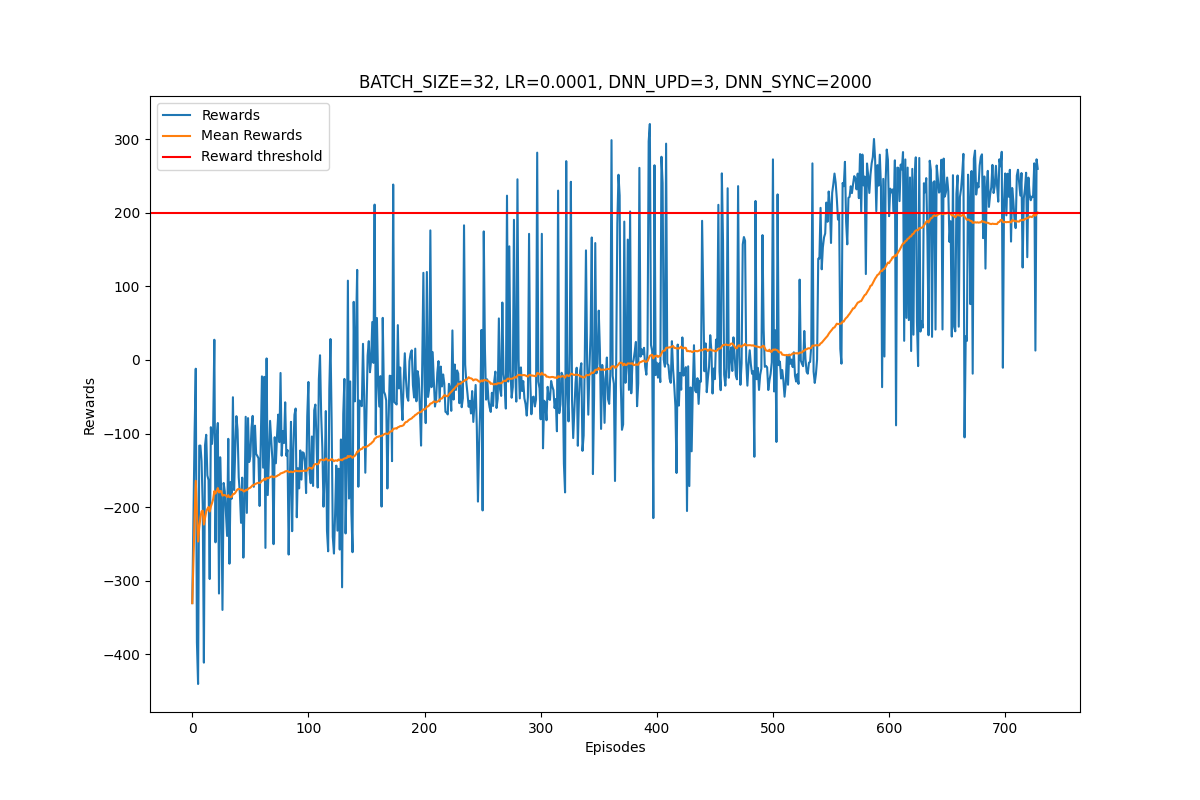 BATCH_SIZE=32, LR=0.0001, DNN_UPD=3, DNN_SYNC=2000
Rewards
Mean Rewards
Reward threshold
300
200
100
0
−100
−200
−300
−400
Rewards
0 100 200 300 400 500 600 700
Episodes